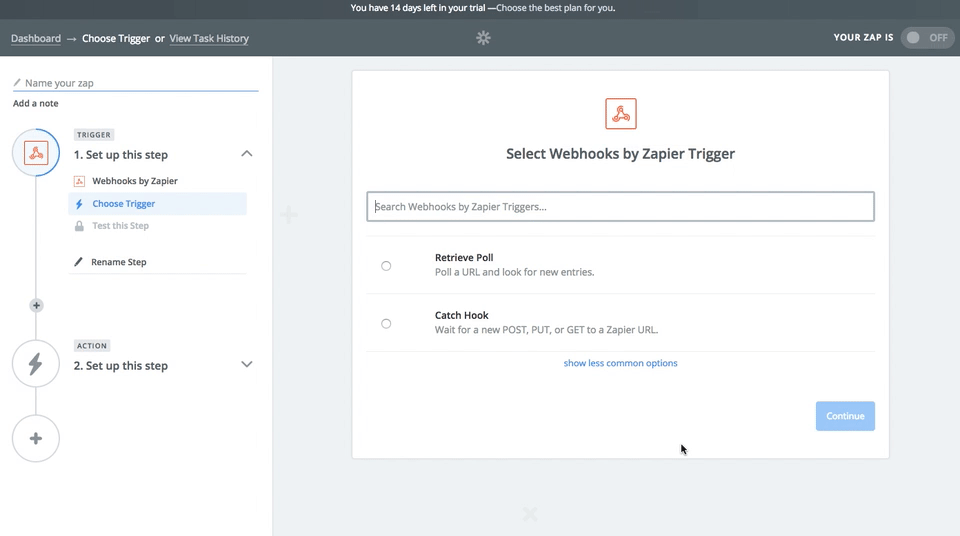 You have 14 days left in your trial —Choose the best plan for you.
Dashboard → Choose Trigger or View Task History
YOUR ZAP IS OFF
Name your zap
Add a note
TRIGGER
1. Set up this step
Webhooks by Zapier
Choose Trigger
Test this Step
Rename Step
ACTION
2. Set up this step
Select Webhooks by Zapier Trigger
Search Webhooks by Zapier Triggers...
Retrieve Poll
Poll a URL and look for new entries.
Catch Hook
Wait for a new POST, PUT, or GET to a Zapier URL.
show less common options
Continue